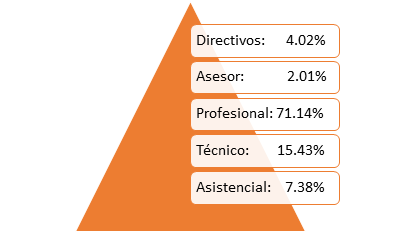 Directivos: 4.02%
Asesor: 2.01%
Profesional: 71.14%
Técnico: 15.43%
Asistencial: 7.38%